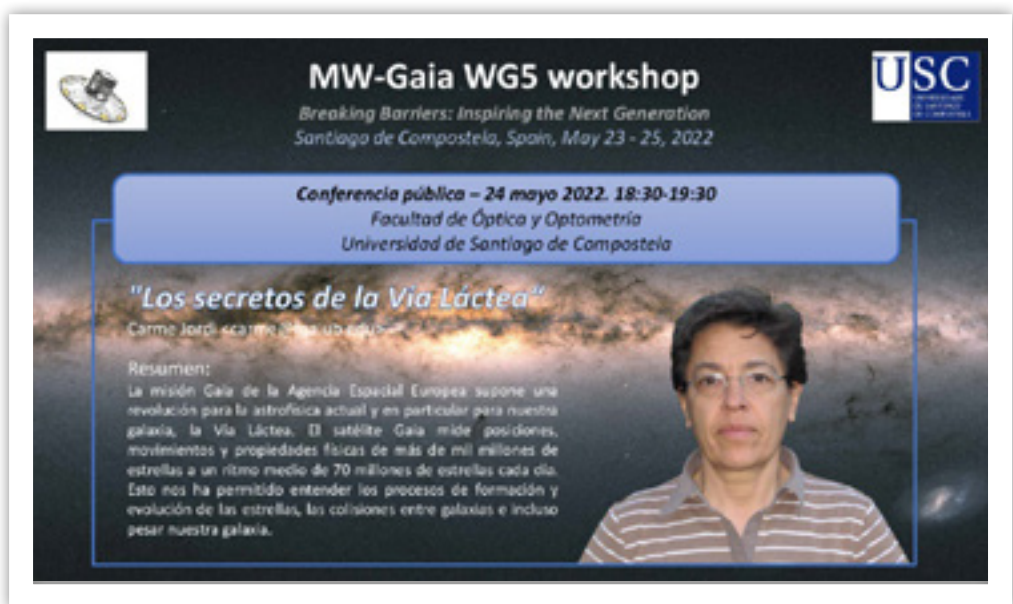 MW-Gaia WG5 workshop
Breaking Barriers: Inspiring the Next Generation
Santiago de Compostela, Spain, May 23 - 25, 2022
USC
UNIVERSIDADE
DE SANTIAGO
DE COMPOSTELA
Conferencia pública – 24 mayo 2022. 18:30-19:30
Facultad de Óptica y Optometría
Universidad de Santiago de Compostela
"Los secretos de la Vía Láctea“
Carme Jordi
Resumen:
La misión Gaia de la Agencia Espacial Europea supone una
revolución para la astrofísica actual y en particular para nuestra
galaxia, la Vía Láctea. El satélite Gaia mide posiciones,
movimientos y propiedades físicas de más de mil millones de
estrellas a un ritmo medio de 70 millones de estrellas cada día.
Esto nos ha permitido entender los procesos de formación y
evolución de las estrellas, las colisiones entre galaxias e incluso
pesar nuestra galaxia.